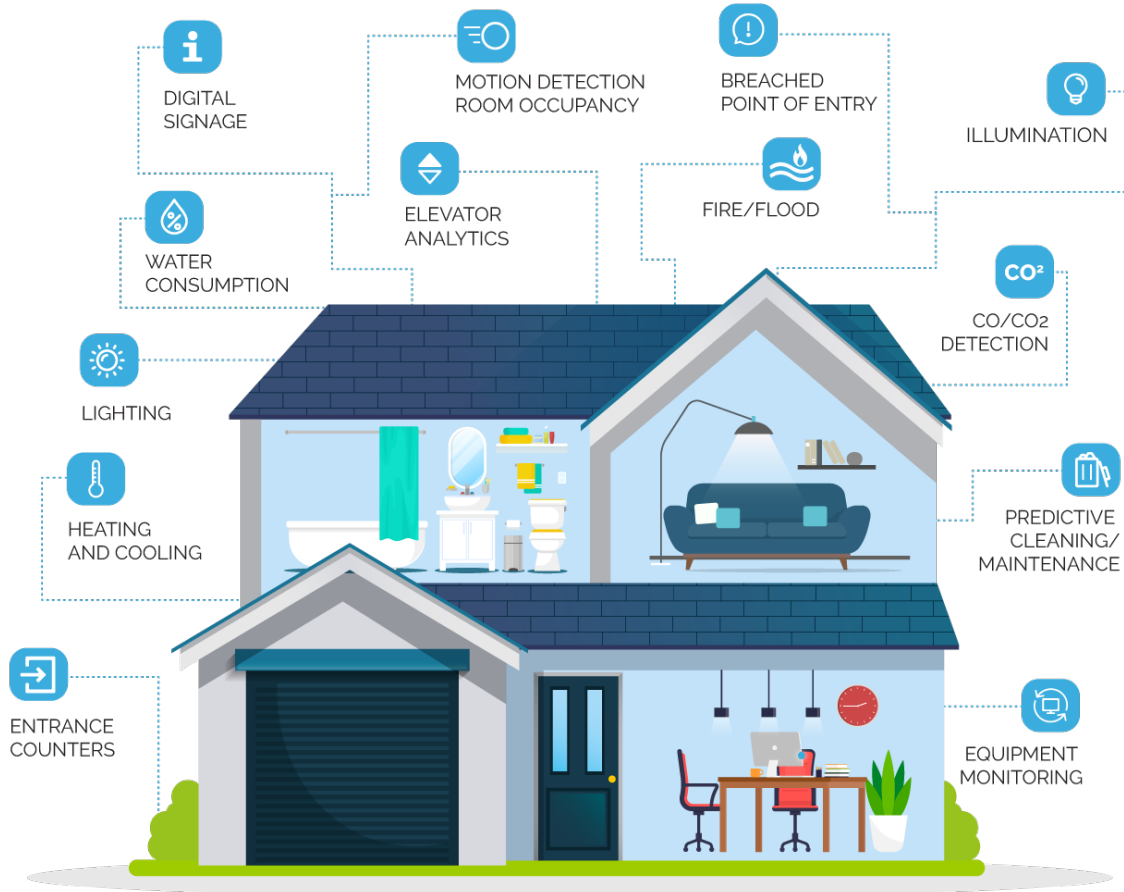 DIGITAL
SIGNAGE
MOTION DETECTION
ROOM OCCUPANCY
BREACHED
POINT OF ENTRY
ILLUMINATION
ELEVATOR
ANALYTICS
FIRE/FLOOD
%
WATER
CONSUMPTION
CO²
CO/CO2
DETECTION
LIGHTING
HEATING
AND COOLING
PREDICTIVE
CLEANING/
MAINTENANCE
ENTRANCE
COUNTERS
EQUIPMENT
MONITORING